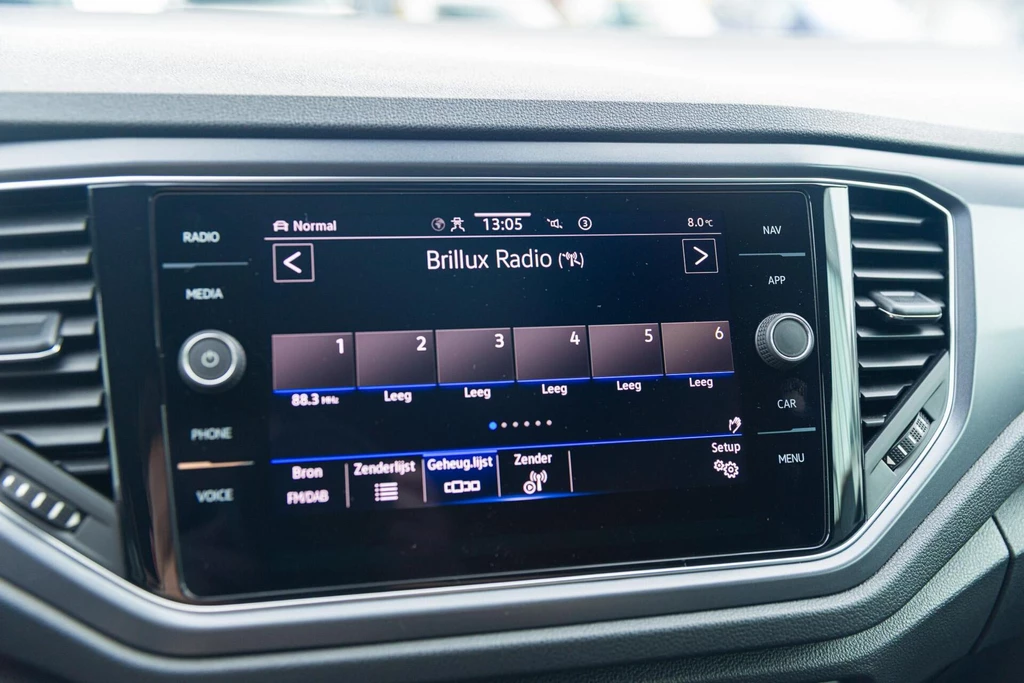 RADIO
MEDIA
PHONE
VOICE
Normal
13:05
3
8.0°C
<
Brillux Radio
>
1 2 3 4 5 6
88.3 MHz Leeg Leeg Leeg Leeg Leeg
Bron Zenderlijst Geheug.lijst Zender Setup
FM/DAB
NAV
APP
CAR
MENU